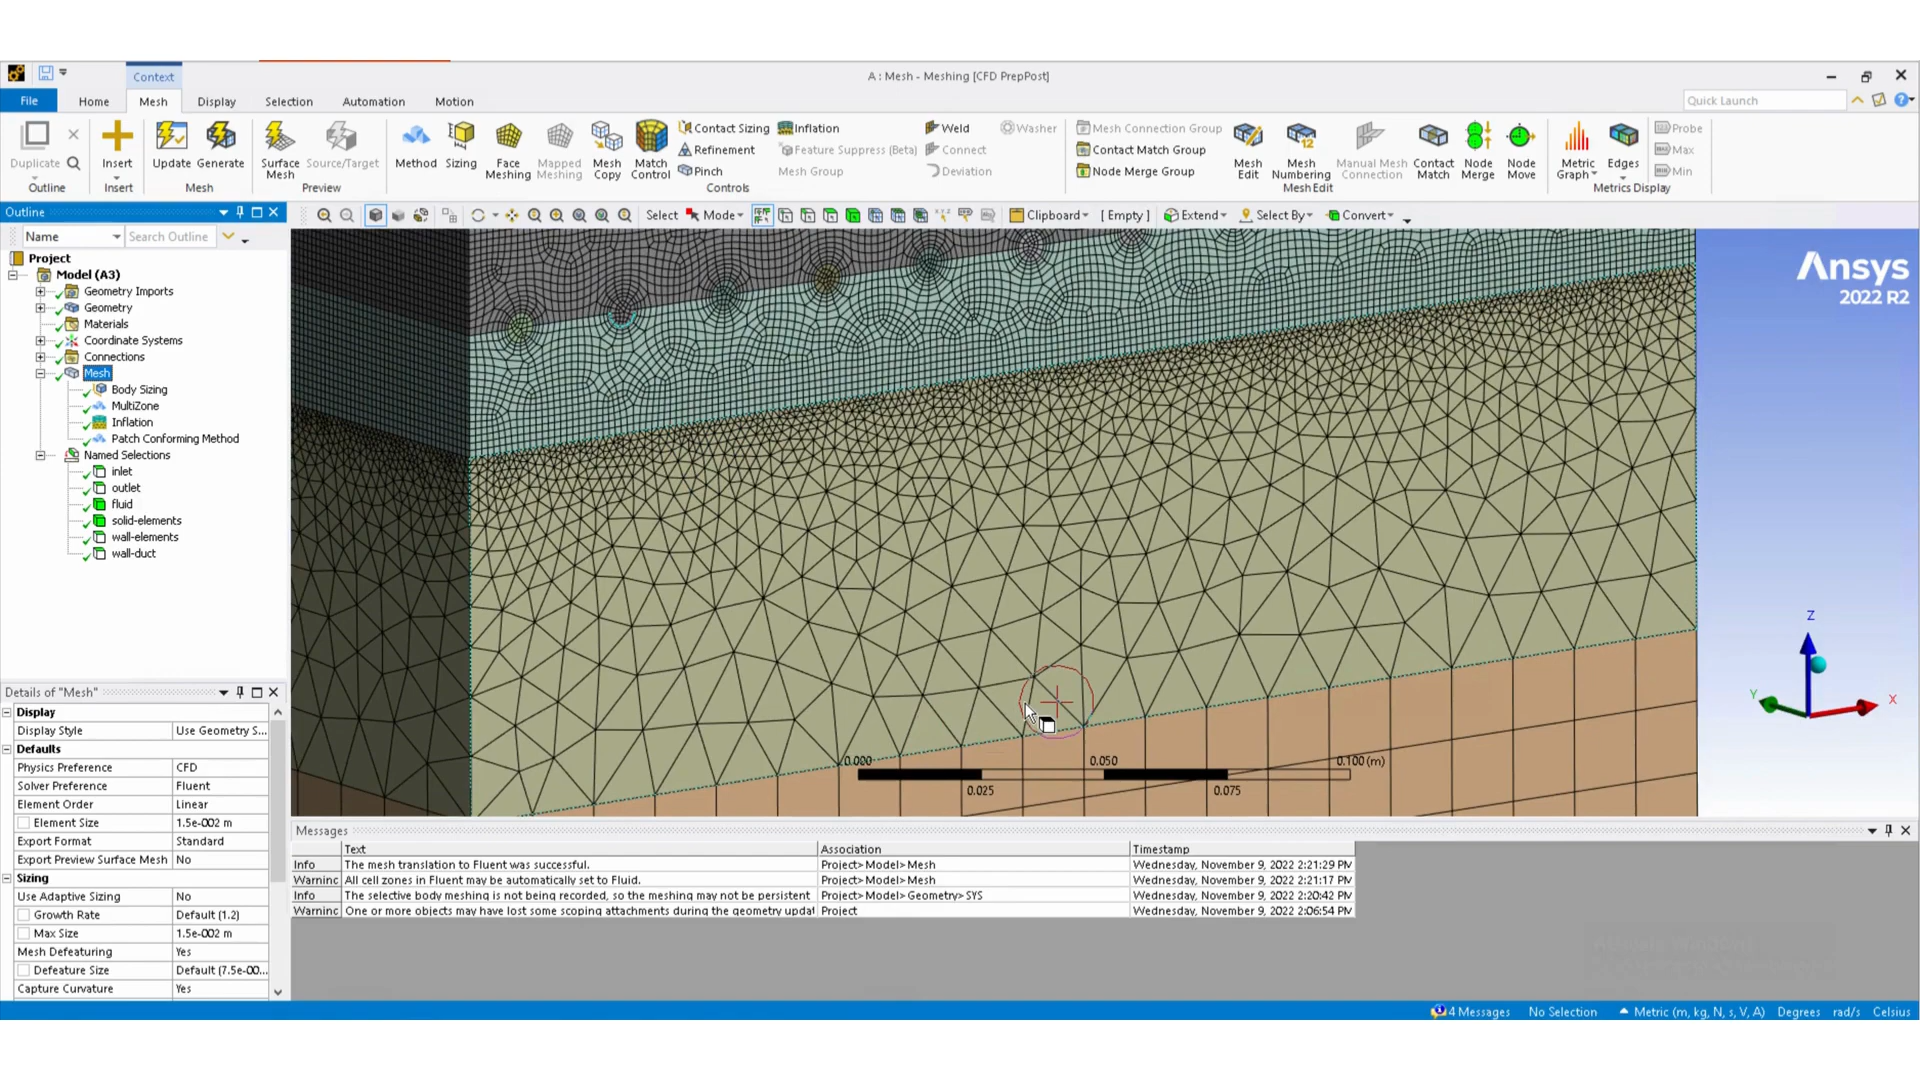 Context
A : Mesh - Meshing [CFD PrepPost]
File Home Mesh Display Selection Automation Motion
Quick Launch
Duplicate
Outline
Insert
Insert
Update Generate
Mesh
Surface Mesh
Source/Target
Preview
Method
Sizing
Face Meshing
Mapped Meshing
Mesh Copy
Match Control
Contact Sizing
Refinement
Pinch
Inflation
Feature Suppress (Beta)
Mesh Group
Weld
Connect
Deviation
Washer
Controls
Mesh Connection Group
Contact Match Group
Node Merge Group
Mesh Edit
Mesh Numbering
Manual Mesh Connection
Contact Match
Node Merge
Node Move
Mesh Edit
Metric Graph
Edges
Probe
Max
Min
Metrics Display
Outline
Select Mode
Clipboard [ Empty ] Extend Select By Convert
Name Search Outline
Project
Model (A3)
Geometry Imports
Geometry
Materials
Coordinate Systems
Connections
Mesh
Body Sizing
MultiZone
Inflation
Patch Conforming Method
Named Selections
inlet
outlet
fluid
solid-elements
wall-elements
wall-duct
Ansys
2022 R2
Z
Y
X
0.000 0.050 0.100 (m)
0.025 0.075
Details of "Mesh"
Display
Display Style Use Geometry S...
Defaults
Physics Preference CFD
Solver Preference Fluent
Element Order Linear
Element Size 1.5e-002 m
Export Format Standard
Export Preview Surface Mesh No
Sizing
Use Adaptive Sizing No
Growth Rate Default (1.2)
Max Size 1.5e-002 m
Mesh Defeaturing Yes
Defeature Size Default (7.5e-00...
Capture Curvature Yes
Messages
Text Association Timestamp
Info The mesh translation to Fluent was successful. Project>Model>Mesh Wednesday, November 9, 2022 2:21:29 PM
Warning All cell zones in Fluent may be automatically set to Fluid. Project>Model>Mesh Wednesday, November 9, 2022 2:21:17 PM
Info The selective body meshing is not being recorded, so the meshing may not be persistent Project>Model>Geometry>SYS Wednesday, November 9, 2022 2:20:42 PM
Warning One or more objects may have lost some scoping attachments during the geometry updat Project Wednesday, November 9, 2022 2:06:54 PM
4 Messages No Selection Metric (m, kg, N, s, V, A) Degrees rad/s Celsius